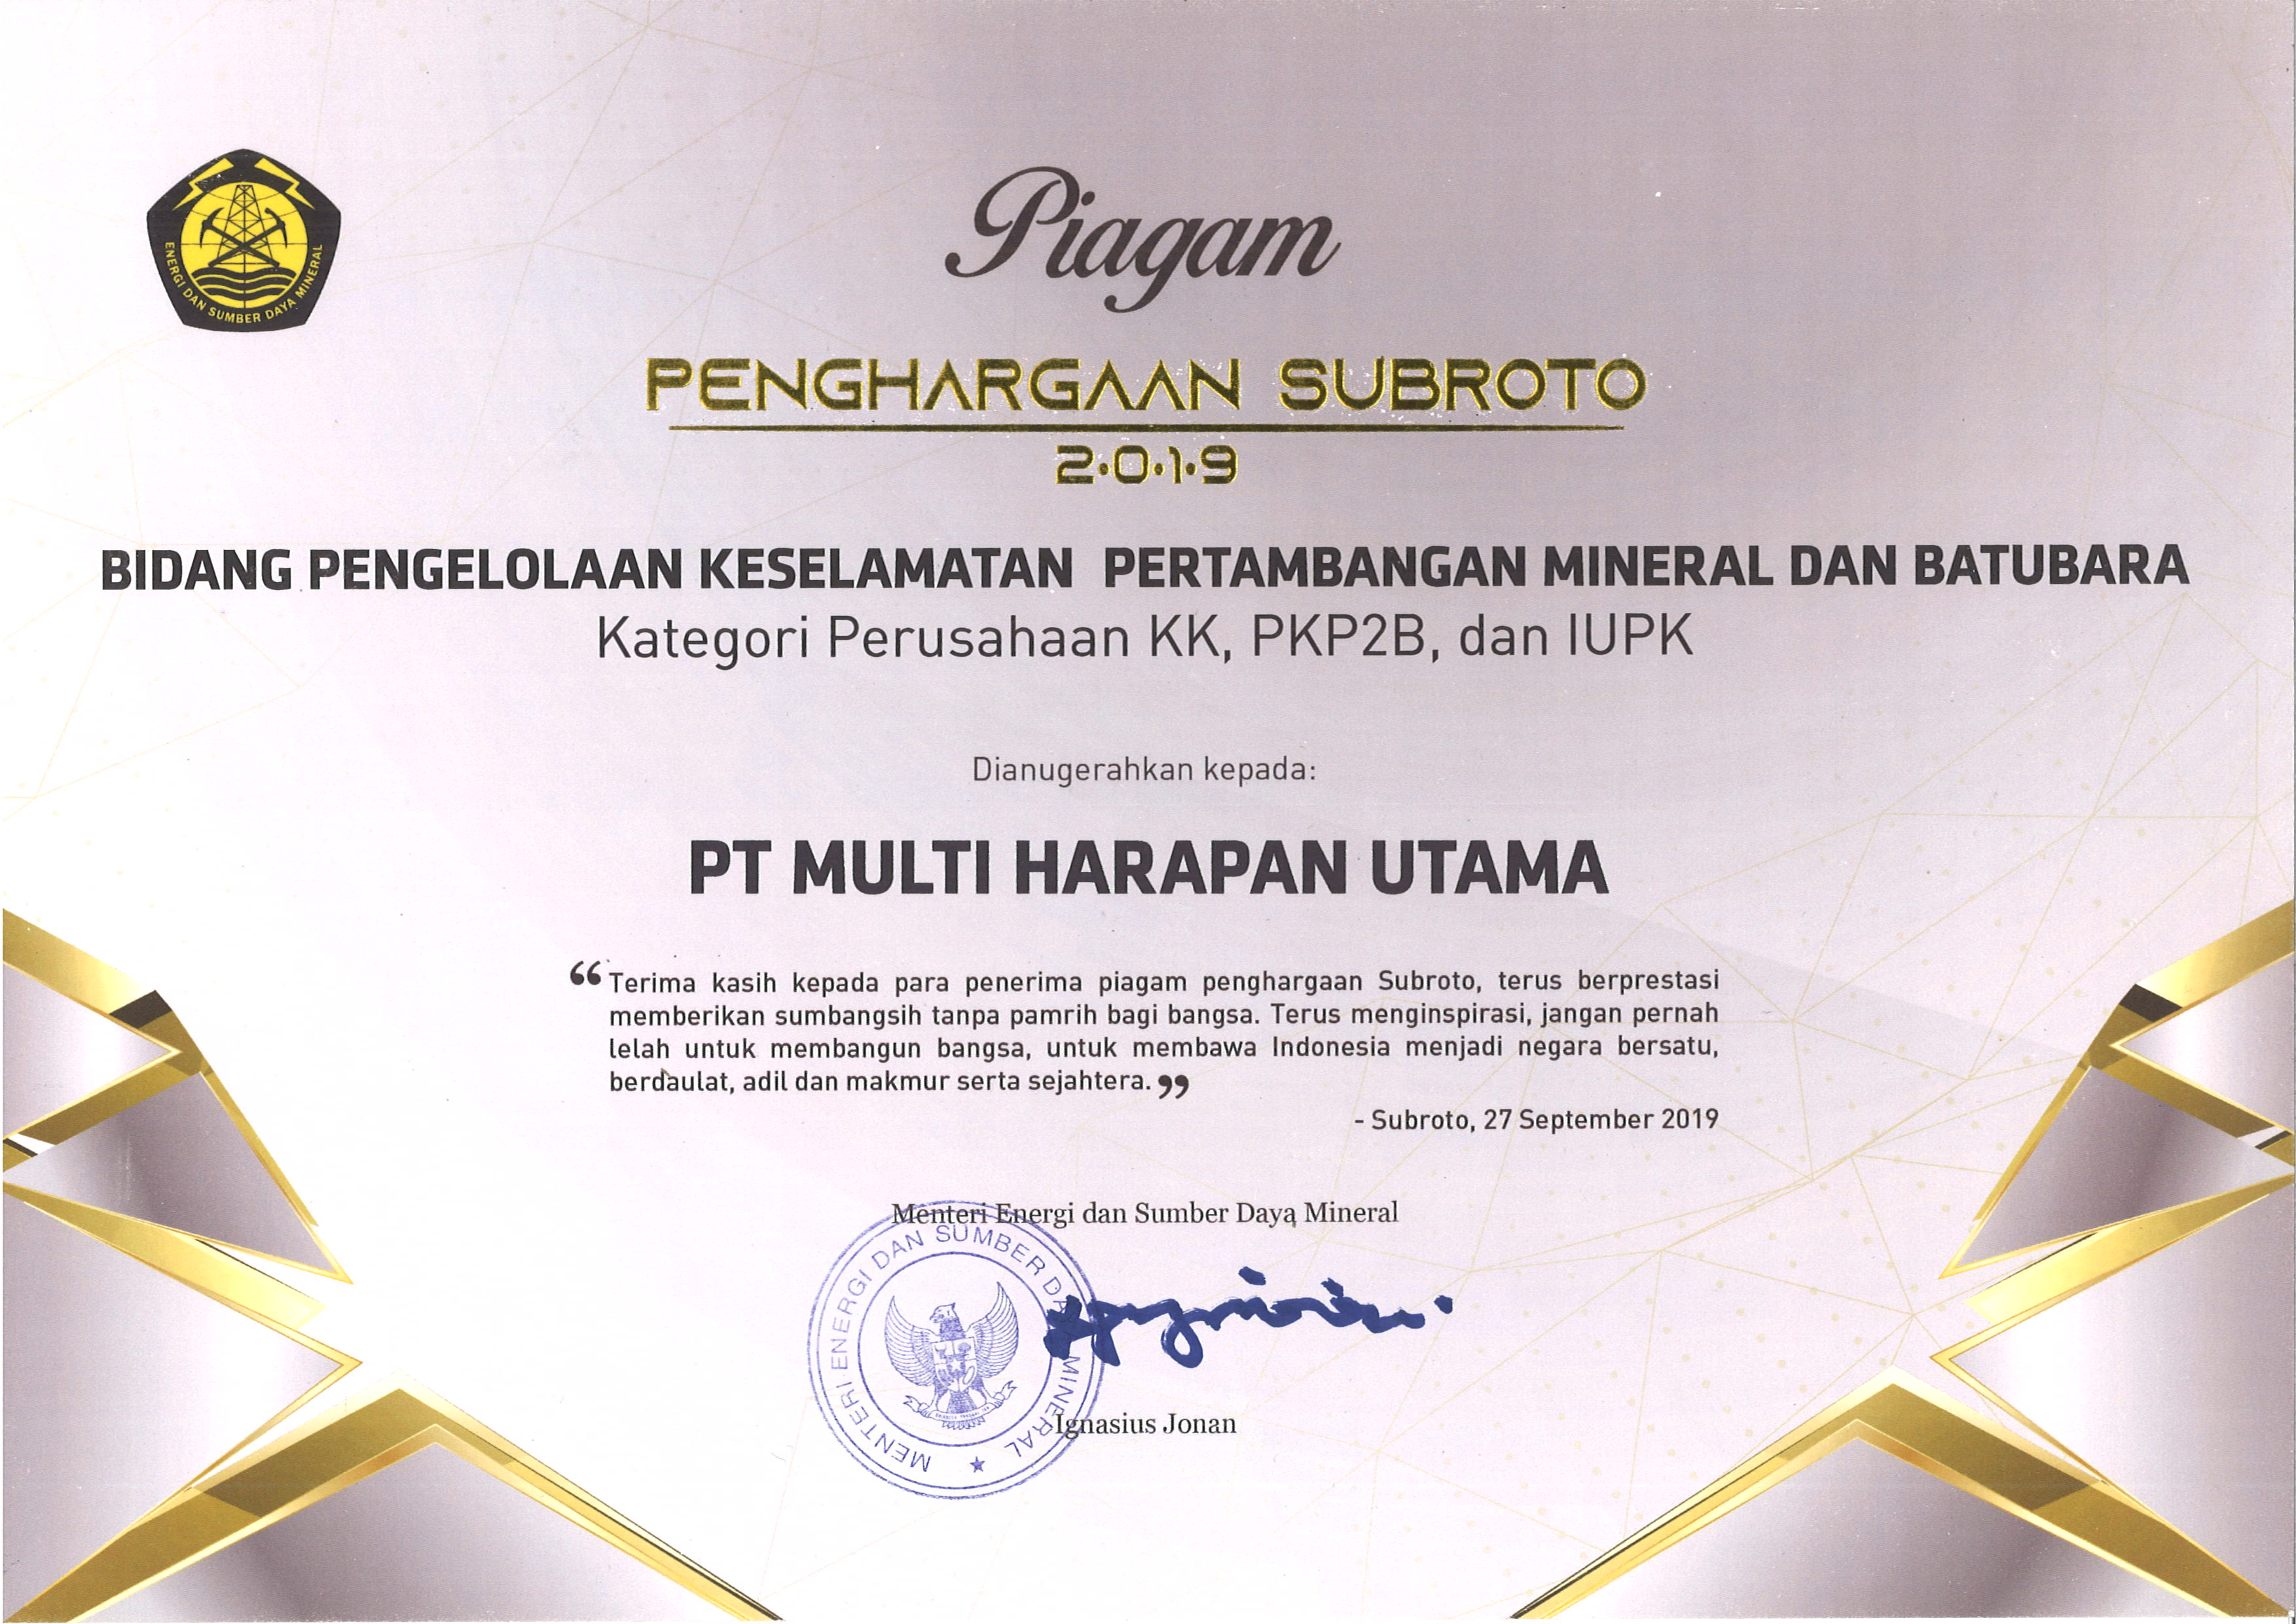 ENERGI DAN SUMBER DAYA MINERAL
Piagam
PENGHARGAAN SUBROTO
2.0.1.9
BIDANG PENGELOLAAN KESELAMATAN PERTAMBANGAN MINERAL DAN BATUBARA
Kategori Perusahaan KK, PKP2B, dan IUPK
Dianugerahkan kepada:
PT MULTI HARAPAN UTAMA
“Terima kasih kepada para penerima piagam penghargaan Subroto, terus berprestasi
memberikan sumbangsih tanpa pamrih bagi bangsa. Terus menginspirasi, jangan pernah
lelah untuk membangun bangsa, untuk membawa Indonesia menjadi negara bersatu,
berdaulat, adil dan makmur serta sejahtera.”
- Subroto, 27 September 2019
Menteri Energi dan Sumber Daya Mineral
MENTERI ENERGI DAN SUMBER DAYA MINERAL
Ignasius Jonan